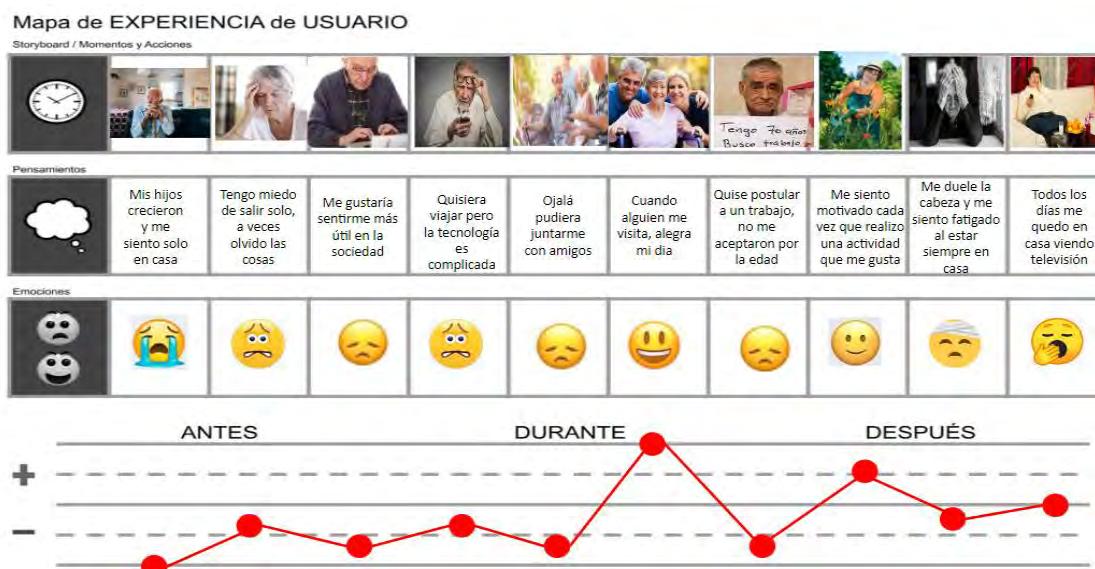 Mapa de EXPERIENCIA de USUARIO
Storyboard / Momentos y Acciones
Tengo 70 años
Busco trabajo
Pensamientos
Mis hijos
crecieron
y me
siento solo
en casa
Tengo miedo
de salir solo,
a veces
olvido las
cosas
Me gustaría
sentirme más
útil en la
sociedad
Quisiera
viajar pero
la tecnología
es
complicada
Ojalá
pudiera
juntarme
con amigos
Cuando
alguien me
visita, alegra
mi dia
Quise postular
a un trabajo,
no me
aceptaron por
la edad
Me siento
motivado cada
vez que realizo
una actividad
que me gusta
Me duele la
cabeza y me
siento fatigado
al estar
siempre en
casa
Todos los
días me
quedo en
casa viendo
televisión
Emociones
ANTES
DURANTE
DESPUÉS
+
−